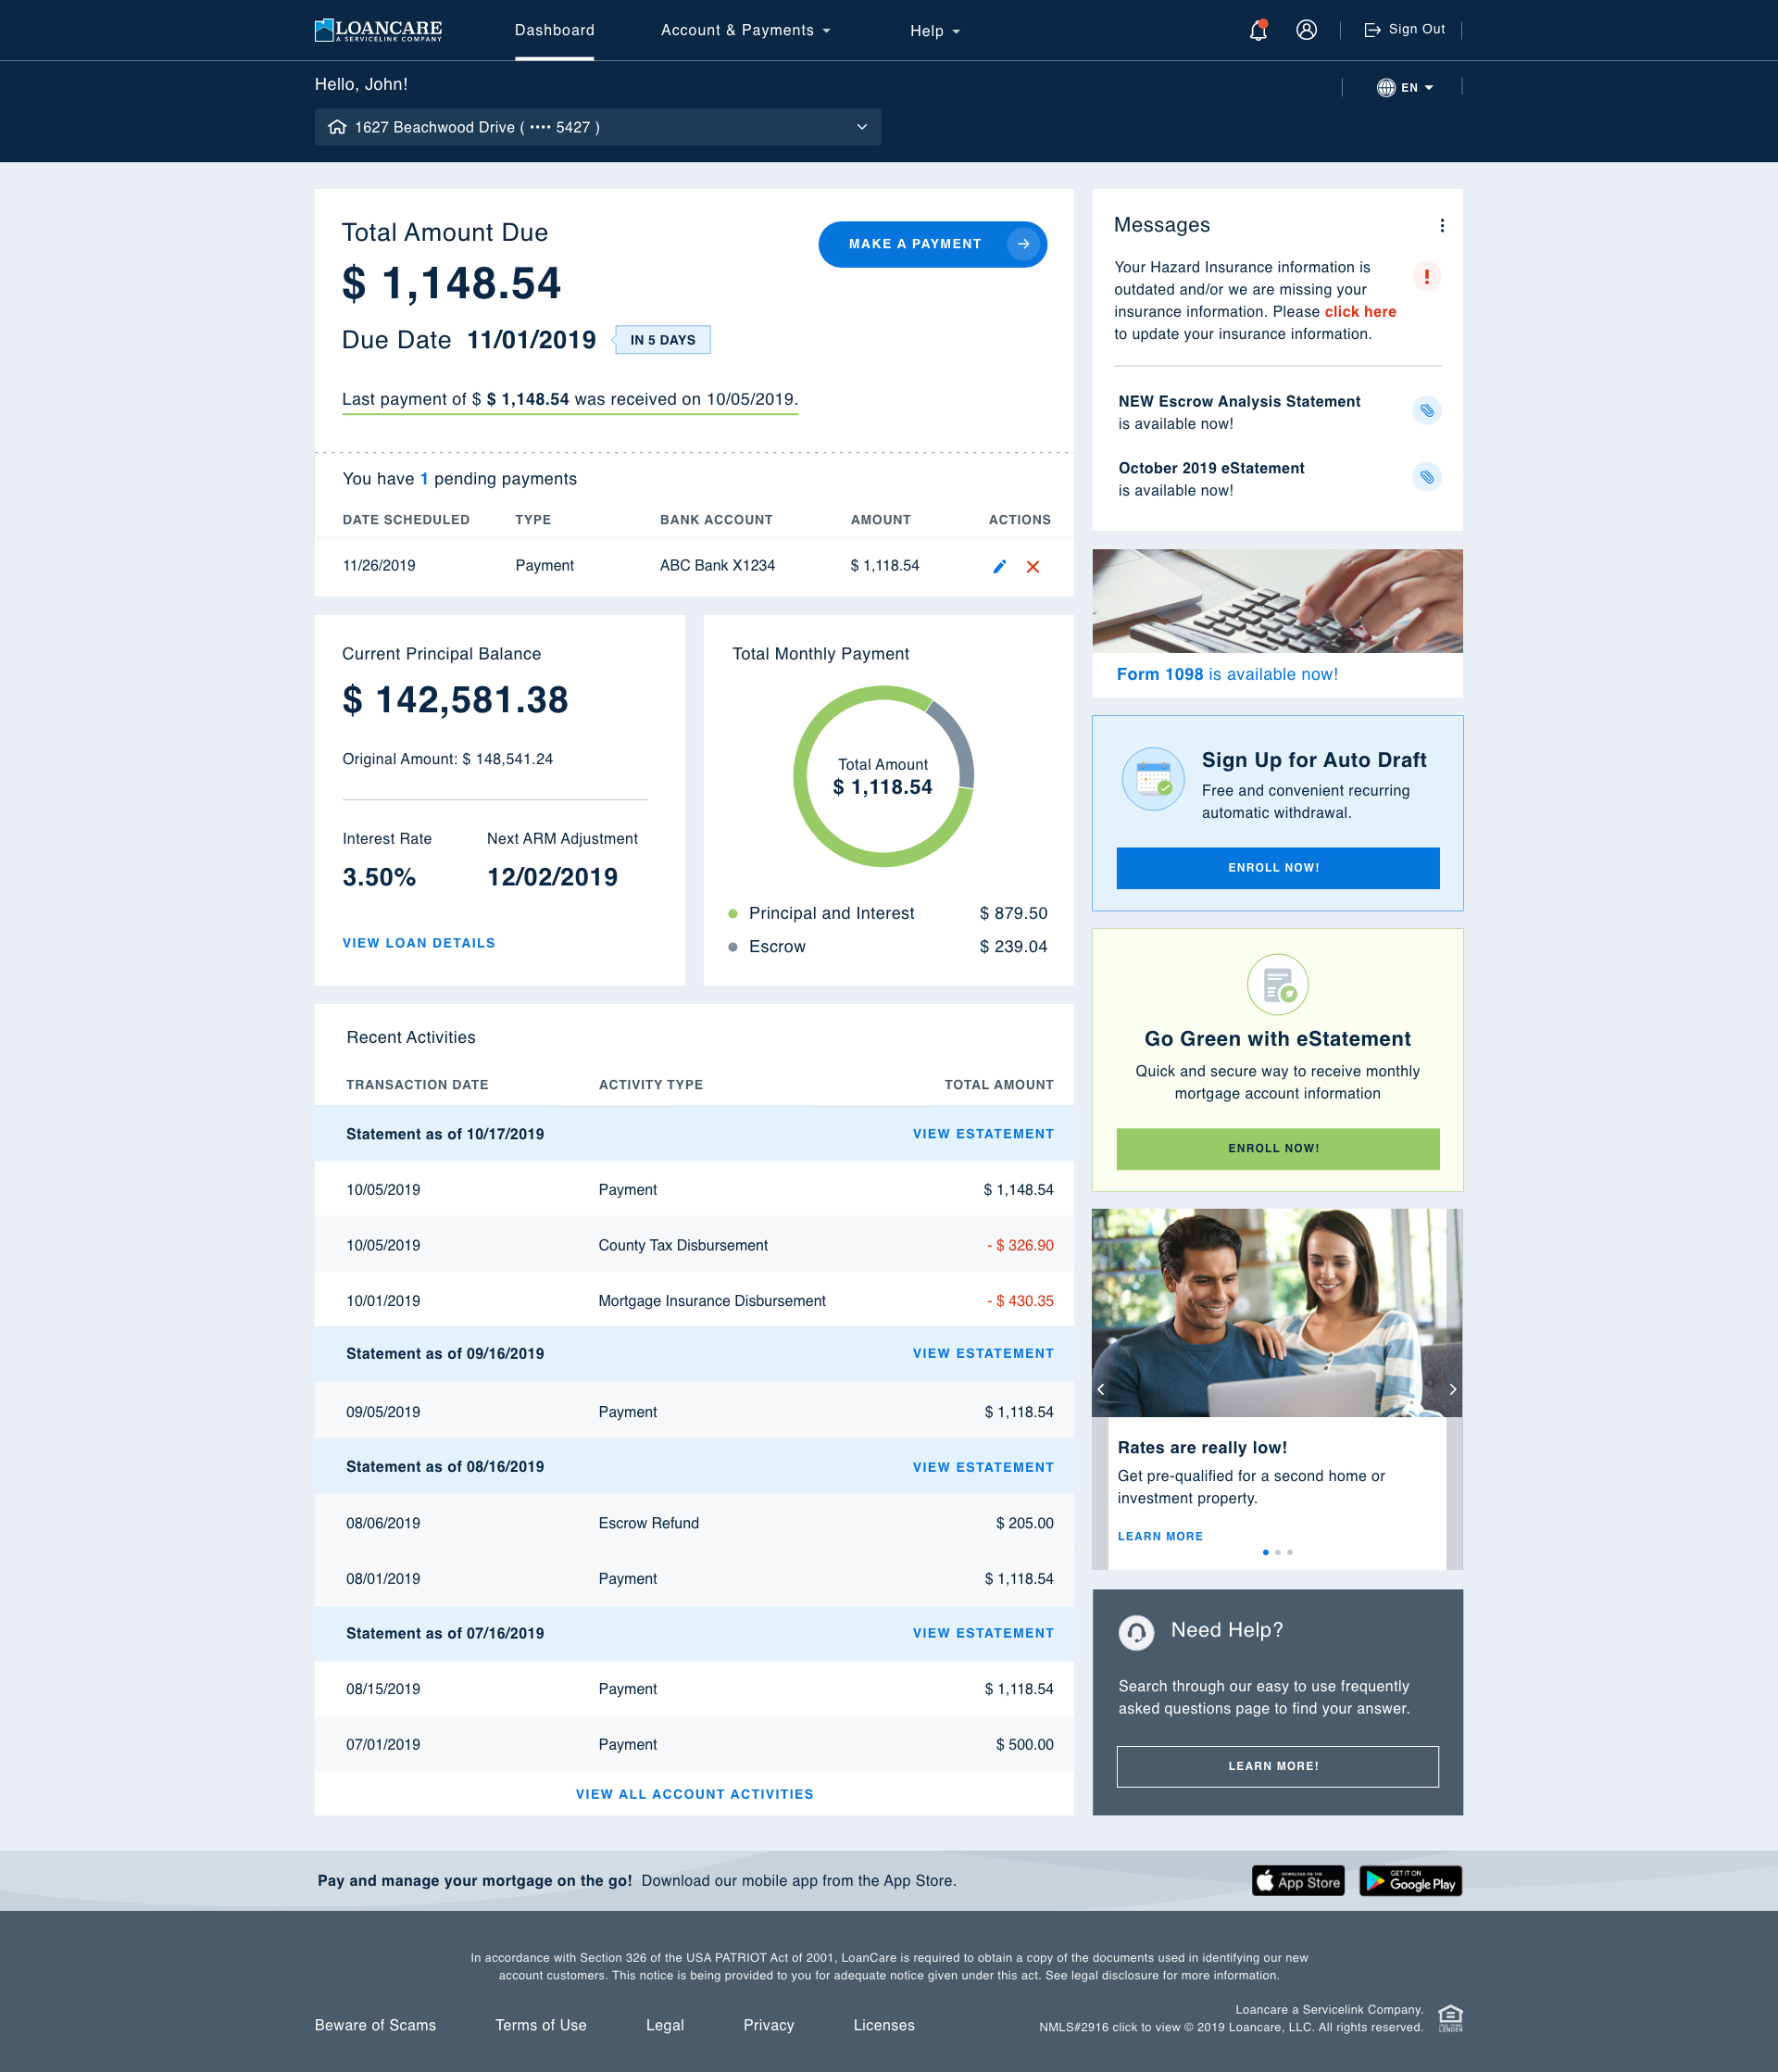 LOANCARE
A SERVICELINK COMPANY
Dashboard
Account & Payments
Help
Sign Out
Hello, John!
EN
1627 Beachwood Drive ( •••• 5427 )
Total Amount Due
MAKE A PAYMENT
$ 1,148.54
Due Date 11/01/2019 IN 5 DAYS
Last payment of $ $ 1,148.54 was received on 10/05/2019.
You have 1 pending payments
DATE SCHEDULED TYPE BANK ACCOUNT AMOUNT ACTIONS
11/26/2019 Payment ABC Bank X1234 $ 1,118.54
Current Principal Balance
$ 142,581.38
Original Amount: $ 148,541.24
Interest Rate Next ARM Adjustment
3.50% 12/02/2019
VIEW LOAN DETAILS
Total Monthly Payment
Total Amount
$ 1,118.54
Principal and Interest $ 879.50
Escrow $ 239.04
Recent Activities
TRANSACTION DATE ACTIVITY TYPE TOTAL AMOUNT
Statement as of 10/17/2019 VIEW ESTATEMENT
10/05/2019 Payment $ 1,148.54
10/05/2019 County Tax Disbursement - $ 326.90
10/01/2019 Mortgage Insurance Disbursement - $ 430.35
Statement as of 09/16/2019 VIEW ESTATEMENT
09/05/2019 Payment $ 1,118.54
Statement as of 08/16/2019 VIEW ESTATEMENT
08/06/2019 Escrow Refund $ 205.00
08/01/2019 Payment $ 1,118.54
Statement as of 07/16/2019 VIEW ESTATEMENT
08/15/2019 Payment $ 1,118.54
07/01/2019 Payment $ 500.00
VIEW ALL ACCOUNT ACTIVITIES
Messages
Your Hazard Insurance information is
outdated and/or we are missing your
insurance information. Please click here
to update your insurance information.
NEW Escrow Analysis Statement
is available now!
October 2019 eStatement
is available now!
Form 1098 is available now!
Sign Up for Auto Draft
Free and convenient recurring
automatic withdrawal.
ENROLL NOW!
Go Green with eStatement
Quick and secure way to receive monthly
mortgage account information
ENROLL NOW!
Rates are really low!
Get pre-qualified for a second home or
investment property.
LEARN MORE
Need Help?
Search through our easy to use frequently
asked questions page to find your answer.
LEARN MORE!
Pay and manage your mortgage on the go! Download our mobile app from the App Store.
Download on the
App Store
GET IT ON
Google Play
In accordance with Section 326 of the USA PATRIOT Act of 2001, LoanCare is required to obtain a copy of the documents used in identifying our new
account customers. This notice is being provided to you for adequate notice given under this act. See legal disclosure for more information.
Beware of Scams
Terms of Use
Legal
Privacy
Licenses
Loancare a Servicelink Company.
NMLS#2916 click to view © 2019 Loancare, LLC. All rights reserved.